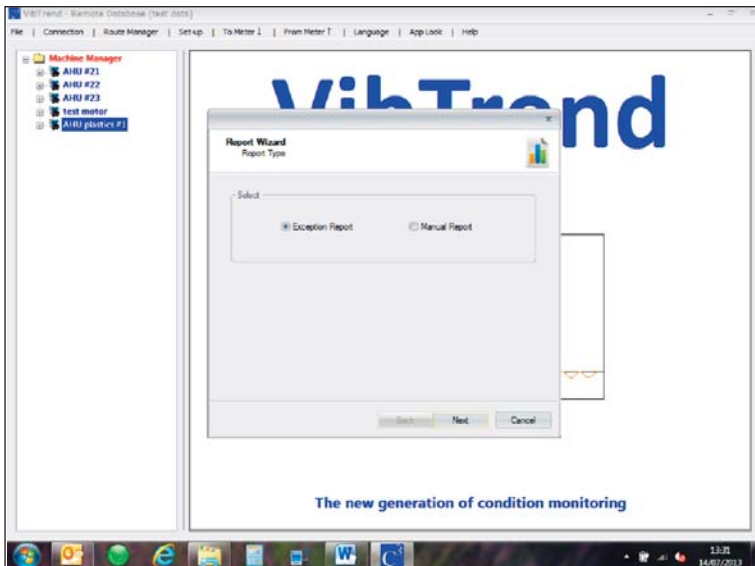 VibTrend - Remote Database (test data)
File | Connection | Route Manager | Set-up | To Meter ↓ | From Meter ↑ | Language | App Look | Help
Machine Manager
AHU #21
AHU #22
AHU #23
test motor
AHU plastics #1
VibTrend
Report Wizard
Report Type
Select
Exception Report
Manual Report
Back
Next
Cancel
The new generation of condition monitoring
13:31
14/07/2013